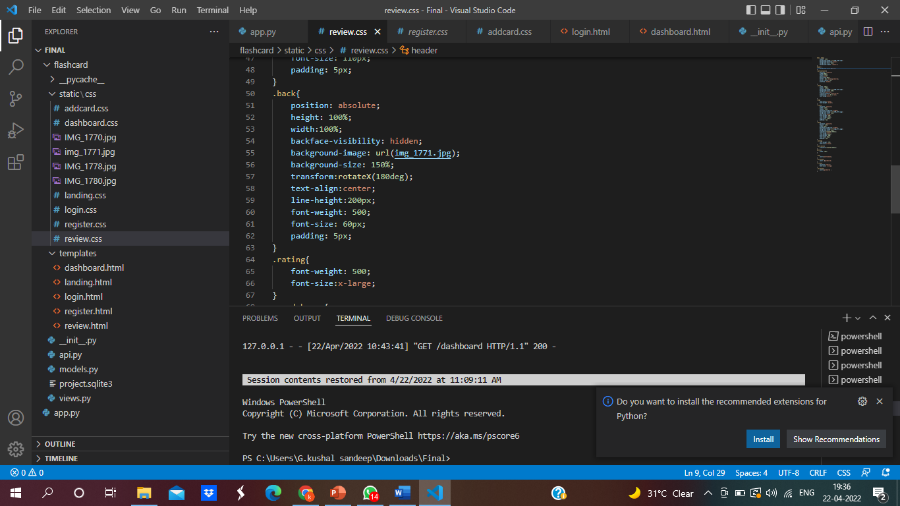 File Edit Selection View Go Run Terminal Help
review.css - Final - Visual Studio Code
EXPLORER
FINAL
flashcard
__pycache__
static \ css
addcard.css
dashboard.css
IMG_1770.jpg
img_1771.jpg
IMG_1778.jpg
IMG_1780.jpg
landing.css
login.css
register.css
review.css
templates
dashboard.html
landing.html
login.html
register.html
review.html
__init__.py
api.py
models.py
project.sqlite3
views.py
app.py
OUTLINE
TIMELINE
app.py
review.css
register.css
addcard.css
login.html
dashboard.html
__init__.py
api.py
flashcard > static > css > review.css > header
47 font-size: 110px;
48 padding: 5px;
49 }
50 .back{
51 position: absolute;
52 height: 100%;
53 width:100%;
54 backface-visibility: hidden;
55 background-image: url(img_1771.jpg);
56 background-size: 150%;
57 transform:rotateX(180deg);
58 text-align:center;
59 line-height:200px;
60 font-weight: 500;
61 font-size: 60px;
62 padding: 5px;
63 }
64 .rating{
65 font-weight: 500;
66 font-size:x-large;
67 }
PROBLEMS OUTPUT TERMINAL DEBUG CONSOLE
127.0.0.1 - - [22/Apr/2022 10:43:41] "GET /dashboard HTTP/1.1" 200 -
Session contents restored from 4/22/2022 at 11:09:11 AM
Windows PowerShell
Copyright (C) Microsoft Corporation. All rights reserved.
Try the new cross-platform PowerShell https://aka.ms/pscore6
PS C:\Users\G.kushal sandeep\Downloads\Final>
powershell
powershell
powershell
powershell
Do you want to install the recommended extensions for
Python?
Install
Show Recommendations
0 0
Ln 9, Col 29 Spaces: 4 UTF-8 CRLF CSS
14
31°C Clear
ENG
19:36
22-04-2022
2